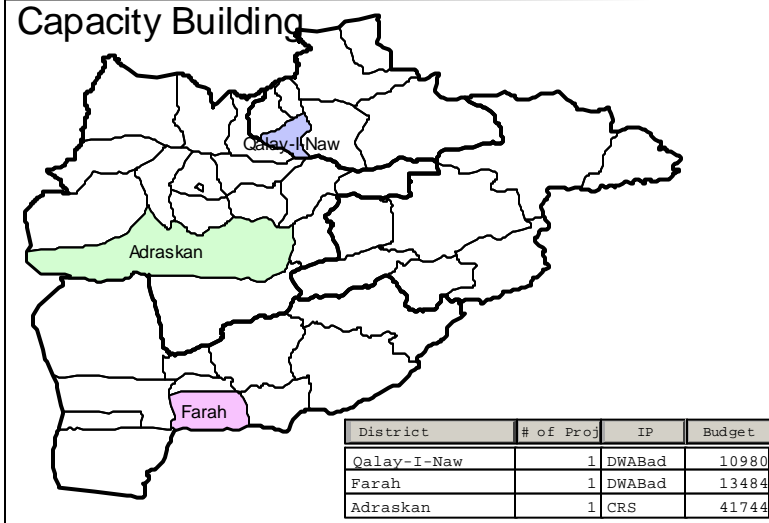 Capacity Building
Qalay-I-Naw
Adraskan
Farah
District # of Proj IP Budget
Qalay-I-Naw 1 DWABad 10980
Farah 1 DWABad 13484
Adraskan 1 CRS 41744